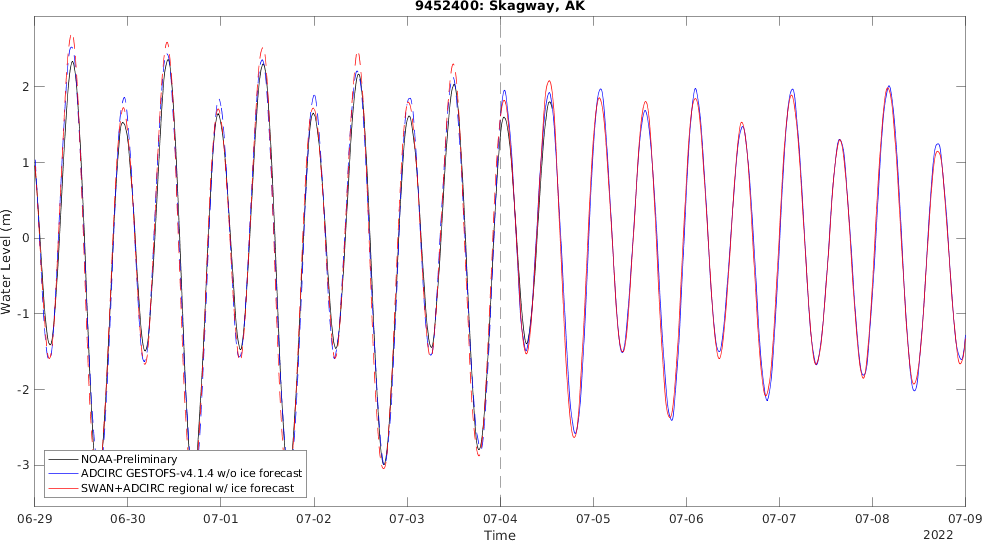 9452400: Skagway, AK
Water Level (m)
2
1
0
-1
-2
-3
NOAA-Preliminary
ADCIRC GESTOFS-v4.1.4 w/o ice forecast
SWAN+ADCIRC regional w/ ice forecast
06-29 06-30 07-01 07-02 07-03 07-04 07-05 07-06 07-07 07-08 07-09
Time
2022